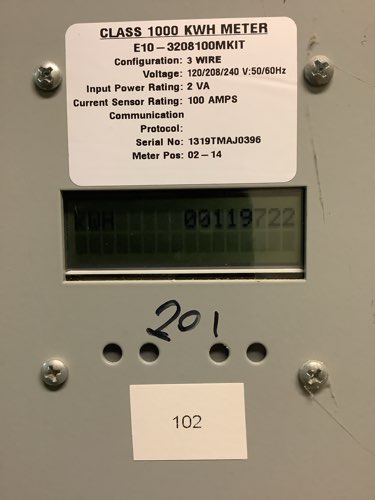 CLASS 1000 KWH METER
E10-3208100MKIT
Configuration: 3 WIRE
Voltage: 120/208/240 V:50/60Hz
Input Power Rating: 2 VA
Current Sensor Rating: 100 AMPS
Communication
Protocol:
Serial No: 1319TMAJ0396
Meter Pos: 02-14
KWH 00119722
201
102